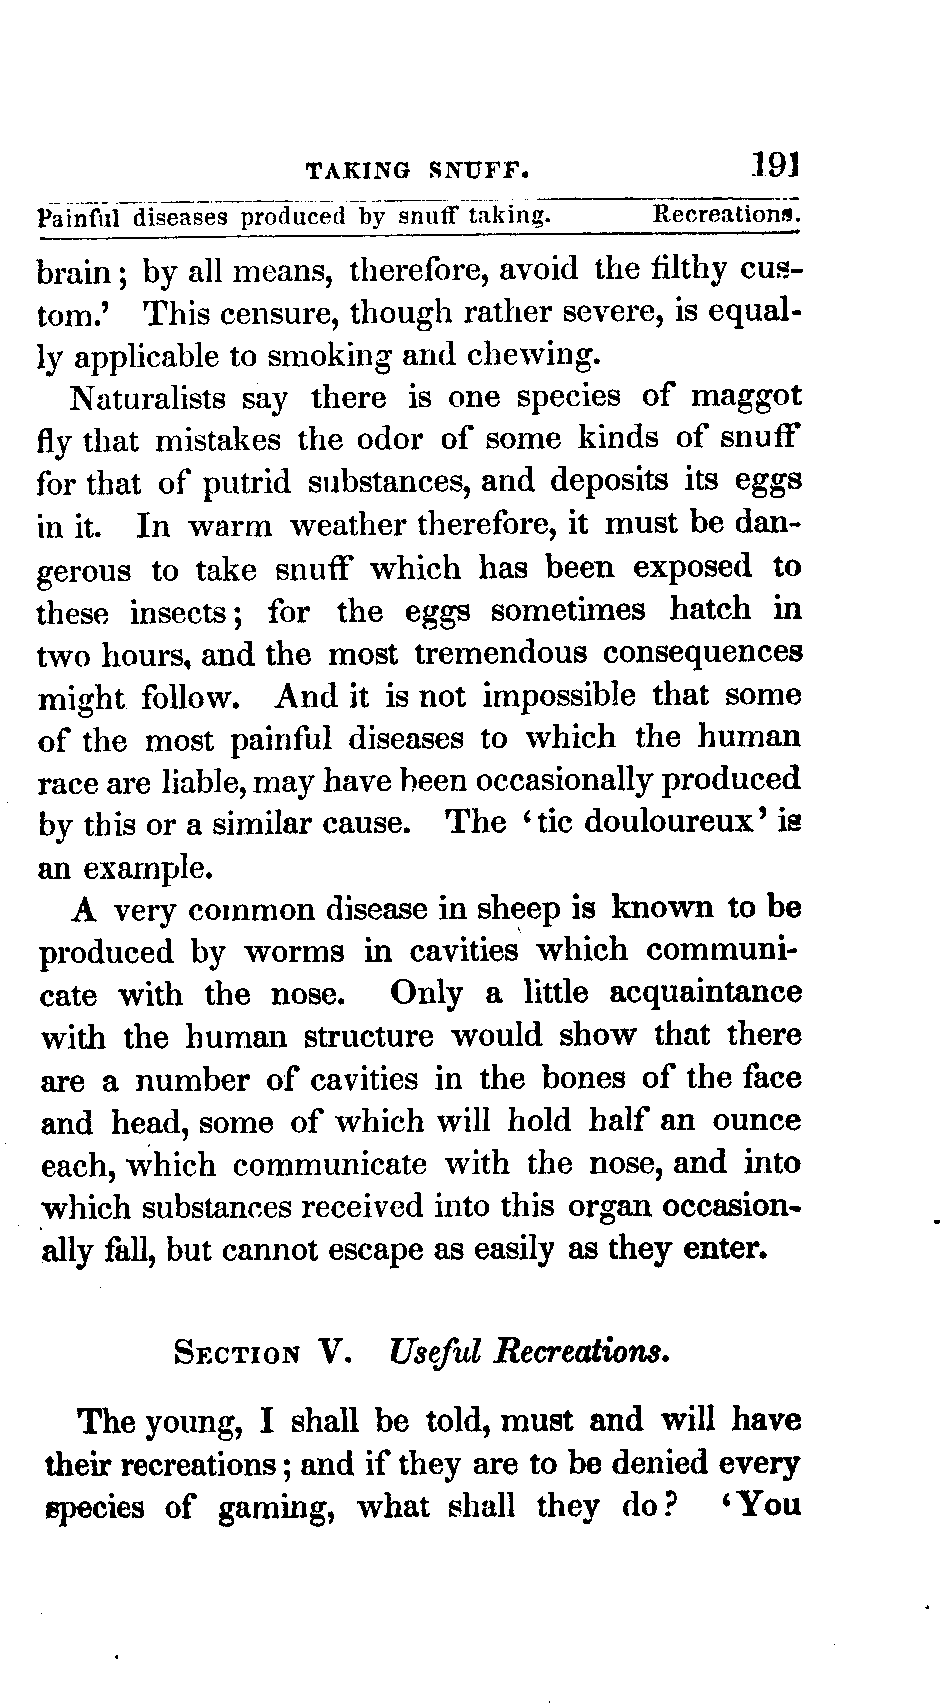 TAKING SNUFF. 191
Painful diseases produced by snuff taking. Recreations.
brain; by all means, therefore, avoid the filthy cus-
tom.’ This censure, though rather severe, is equal-
ly applicable to smoking and chewing.
Naturalists say there is one species of maggot
fly that mistakes the odor of some kinds of snuff
for that of putrid substances, and deposits its eggs
in it. In warm weather therefore, it must be dan-
gerous to take snuff which has been exposed to
these insects; for the eggs sometimes hatch in
two hours, and the most tremendous consequences
might follow. And it is not impossible that some
of the most painful diseases to which the human
race are liable, may have been occasionally produced
by this or a similar cause. The ‘tic douloureux’ is
an example.
A very common disease in sheep is known to be
produced by worms in cavities which communi-
cate with the nose. Only a little acquaintance
with the human structure would show that there
are a number of cavities in the bones of the face
and head, some of which will hold half an ounce
each, which communicate with the nose, and into
which substances received into this organ occasion-
ally fall, but cannot escape as easily as they enter.
SECTION V. Useful Recreations.
The young, I shall be told, must and will have
their recreations; and if they are to be denied every
species of gaming, what shall they do? ‘You